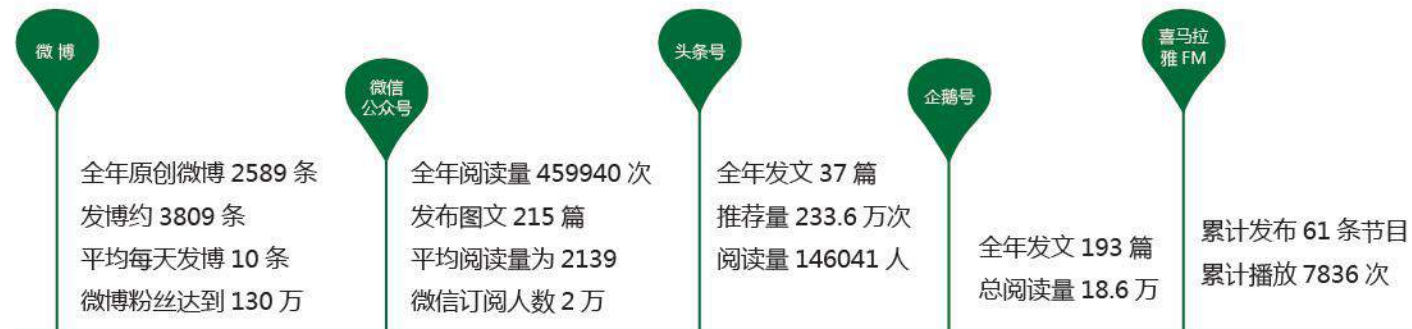 微 博
全年原创微博 2589 条
发博约 3809 条
平均每天发博 10 条
微博粉丝达到 130 万
微信
公众号
全年阅读量 459940 次
发布图文 215 篇
平均阅读量为 2139
微信订阅人数 2 万
头条号
全年发文 37 篇
推荐量 233.6 万次
阅读量 146041 人
企鹅号
全年发文 193 篇
总阅读量 18.6 万
喜马拉
雅 FM
累计发布 61 条节目
累计播放 7836 次